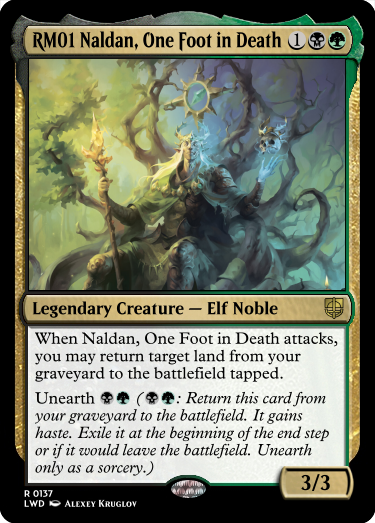 RM01 Naldan, One Foot in Death 1
Legendary Creature — Elf Noble
When Naldan, One Foot in Death attacks,
you may return target land from your
graveyard to the battlefield tapped.
Unearth (: Return this card from
your graveyard to the battlefield. It gains
haste. Exile it at the beginning of the end step
or if it would leave the battlefield. Unearth
only as a sorcery.)
3/3
R 0137
LWD Alexey Kruglov